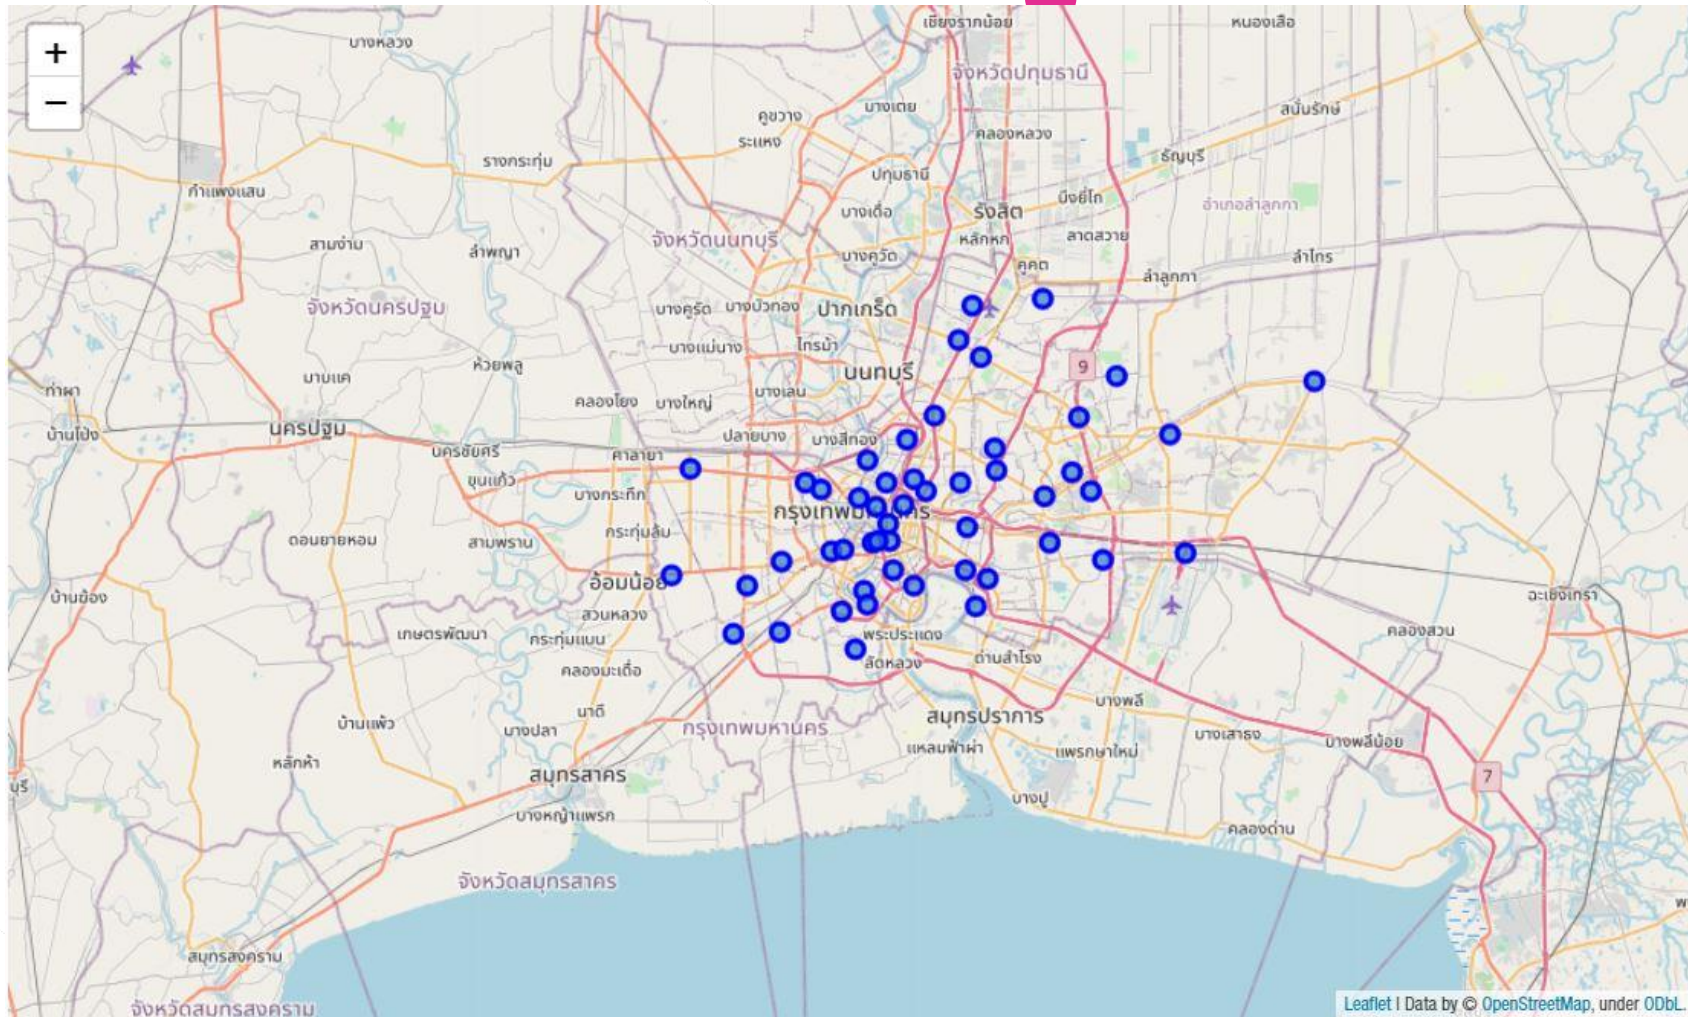 +
−
เชียงรากน้อย
หนองเสือ
บางหลวง
จังหวัดปทุมธานี
บางเตย
สนั่นรักษ์
คูขวาง
ระแหง
คลองหลวง
รางกระทุ่ม
ธัญบุรี
ปทุมธานี
กำแพงแสน
บึงยี่โถ
อำเภอลำลูกกา
บางเดื่อ
รังสิต
จังหวัดนนทบุรี
หลักหก
ลาดสวาย
สามง่าม
ลำพญา
บางคูวัด
คูคต
ลำไทร
ลำลูกกา
จังหวัดนครปฐม
บางคูรัด
บางบัวทอง
ปากเกร็ด
บางแม่นาง
ไทรม้า
ห้วยพลู
9
มาบแค
นนทบุรี
ท่าผา
บางเลน
คลองโยง
บางใหญ่
บ้านโป่ง
นครปฐม
ปลายบาง
บางสีทอง
นครชัยศรี
ศาลายา
ขุนแก้ว
บางกระทึก
กระทุ่มล้ม
ดอนยายหอม
สามพราน
อ้อมน้อย
บ้านฆ้อง
ฉะเชิงเทรา
สวนหลวง
คลองสวน
เกษตรพัฒนา
กระทุ่มแบน
พระประแดง
ลัดหลวง
ด่านสำโรง
คลองมะเดื่อ
บางพลี
นาดี
บ้านแพ้ว
บางปลา
กรุงเทพมหานคร
สมุทรปราการ
แหลมฟ้าผ่า
แพรกษาใหม่
บางเสาธง
บางพลีน้อย
หลักห้า
สมุทรสาคร
7
บุรี
บางปู
บางหญ้าแพรก
คลองด่าน
จังหวัดสมุทรสาคร
สมุทรสงคราม
จังหวัดสมุทรสงคราม
Leaflet | Data by © OpenStreetMap, under ODbL.